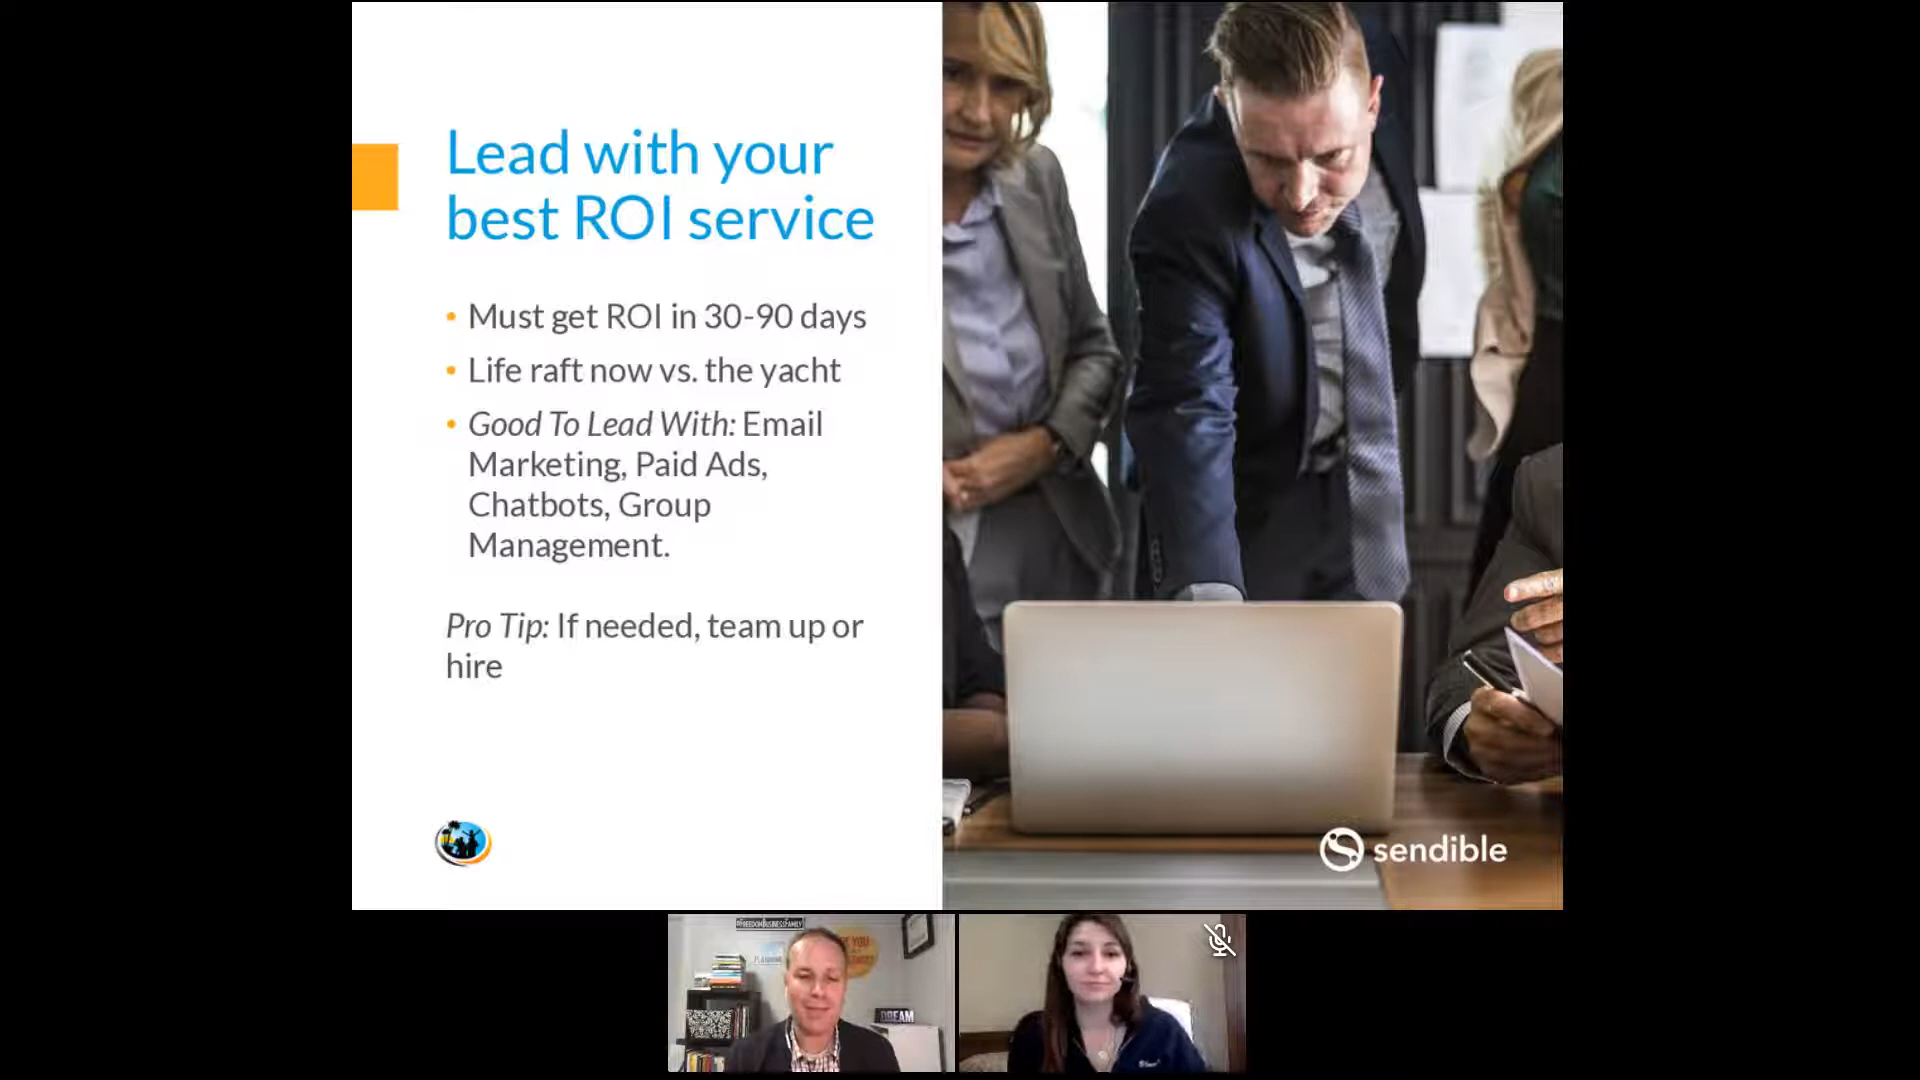 Lead with your
best ROI service
• Must get ROI in 30-90 days
• Life raft now vs. the yacht
• Good To Lead With: Email
Marketing, Paid Ads,
Chatbots, Group
Management.
Pro Tip: If needed, team up or
hire
sendible
#FREEDOMBUSINESSFAMILY
DREAM